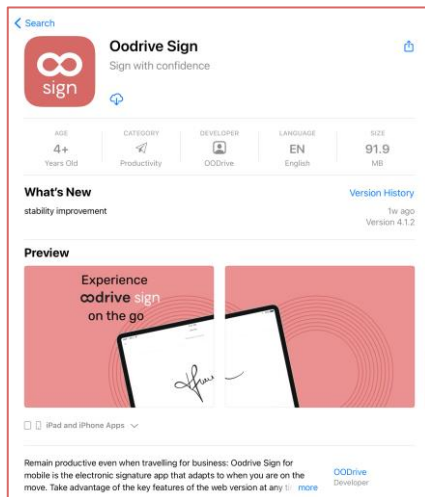 Search
Oodrive Sign
Sign with confidence
sign
AGE
4+
Years Old
CATEGORY
Productivity
DEVELOPER
OODrive
LANGUAGE
EN
English
SIZE
91.9
MB
What's New
Version History
stability improvement
1w ago
Version 4.1.2
Preview
Experience
oodrive sign
on the go
iPad and iPhone Apps
Remain productive even when travelling for business: Oodrive Sign for
mobile is the electronic signature app that adapts to when you are on the
move. Take advantage of the key features of the web version at any more
OODrive
Developer